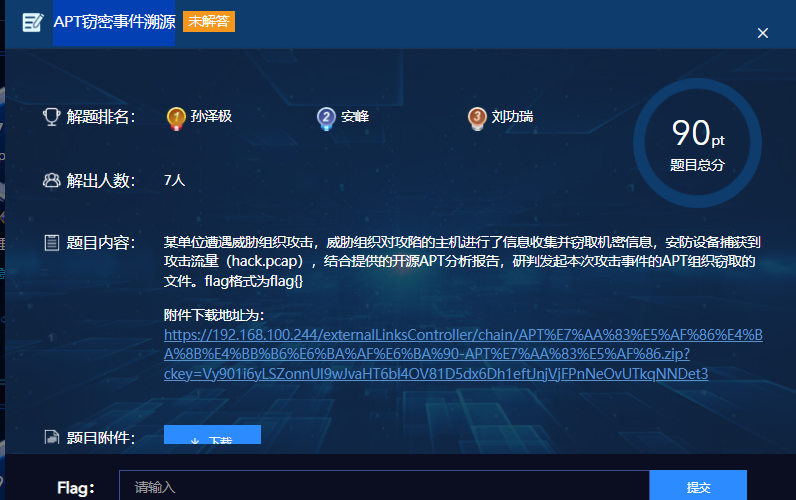 APT窃密事件溯源 未解答
×
解题排名： 1 孙泽极 2 安峰 3 刘功瑞
90pt
题目总分
解出人数： 7人
题目内容： 某单位遭遇威胁组织攻击，威胁组织对攻陷的主机进行了信息收集并窃取机密信息，安防设备捕获到
攻击流量（hack.pcap），结合提供的开源APT分析报告，研判发起本次攻击事件的APT组织窃取的
文件。flag格式为flag{}
附件下载地址为：
https://192.168.100.244/externalLinksController/chain/APT%E7%AA%83%E5%AF%86%E4%B
A%8B%E4%BB%B6%E6%BA%AF%E6%BA%90-APT%E7%AA%83%E5%AF%86.zip?
ckey=Vy901i6yLSZonnUl9wJvaHT6bl4OV81D5dx6Dh1eftJnjVjFPnNeOvUTkqNNDet3
题目附件： 下载
Flag： 请输入 提交